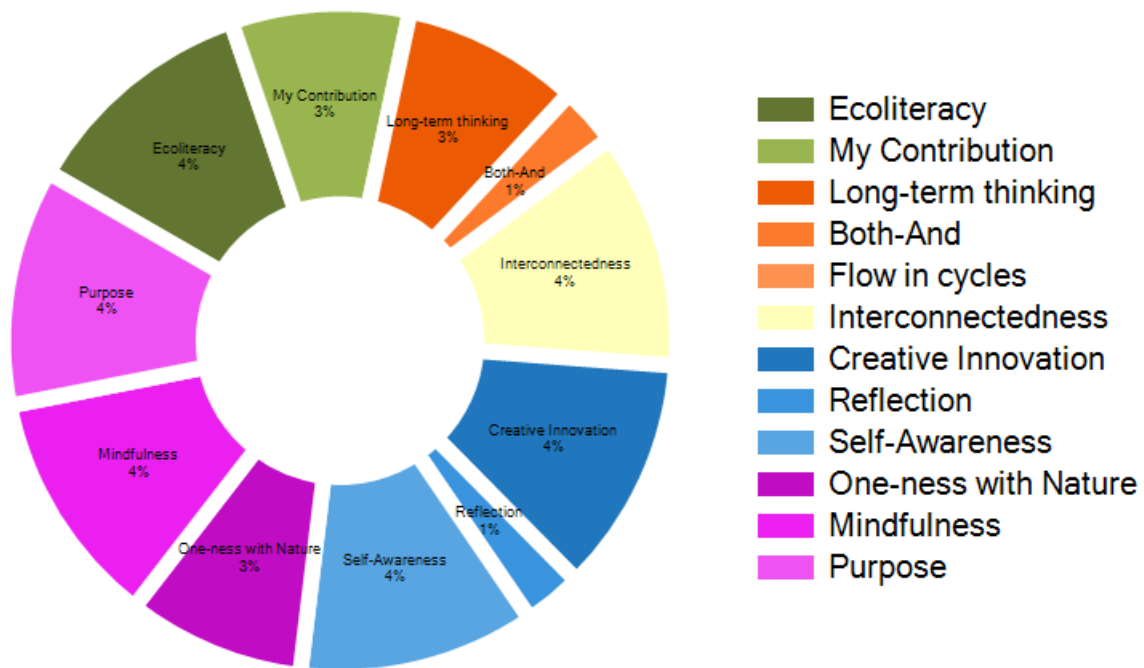 My Contribution
3%
Long-term thinking
3%
Both-And
1%
Interconnectedness
4%
Creative Innovation
4%
Reflection
1%
Self-Awareness
4%
One-ness with Nature
3%
Mindfulness
4%
Purpose
4%
Ecoliteracy
4%
Ecoliteracy
My Contribution
Long-term thinking
Both-And
Flow in cycles
Interconnectedness
Creative Innovation
Reflection
Self-Awareness
One-ness with Nature
Mindfulness
Purpose